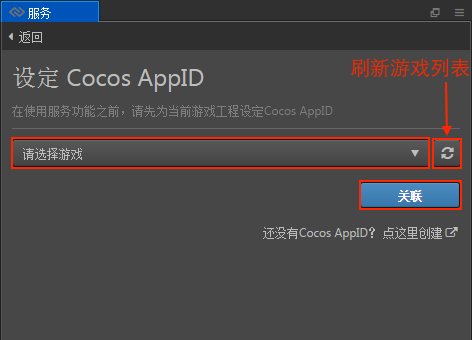 服务
返回
设定 Cocos AppID
刷新游戏列表
在使用服务功能之前，请先为当前游戏工程设定Cocos AppID
请选择游戏
关联
还没有Cocos AppID？点这里创建